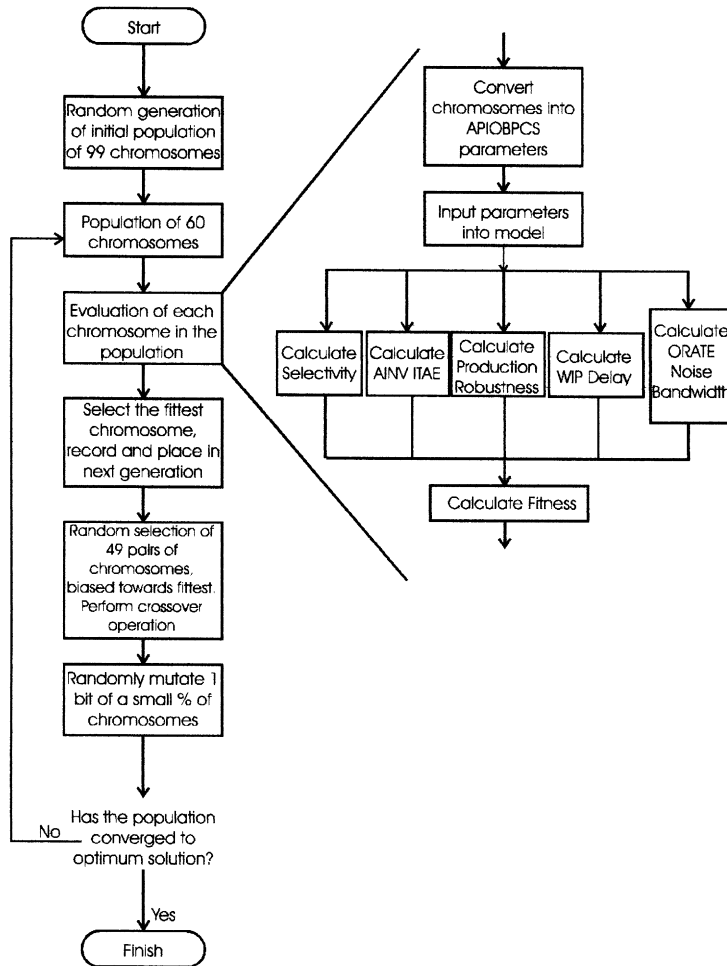 Start
Random generation
of initial population
of 99 chromosomes
Population of 60
chromosomes
Evaluation of each
chromosome in the
population
Select the fittest
chromosome,
record and place in
next generation
Random selection of
49 pairs of
chromosomes,
biased towards fittest.
Perform crossover
operation
Randomly mutate 1
bit of a small % of
chromosomes
Has the population
converged to
optimum solution?
No
Yes
Finish
Convert
chromosomes into
APIOBPCS
parameters
Input parameters
into model
Calculate
Selectivity
Calculate
AINV ITAE
Calculate
Production
Robustness
Calculate
WIP Delay
Calculate
ORATE
Noise
Bandwidth
Calculate Fitness